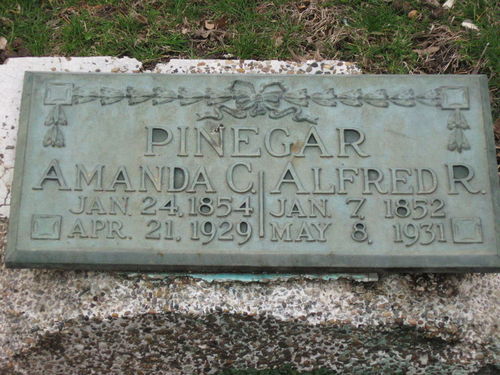 PINEGAR
AMANDA C. ALFRED R.
JAN. 24, 1854 JAN. 7, 1852
APR. 21, 1929 MAY 8, 1931